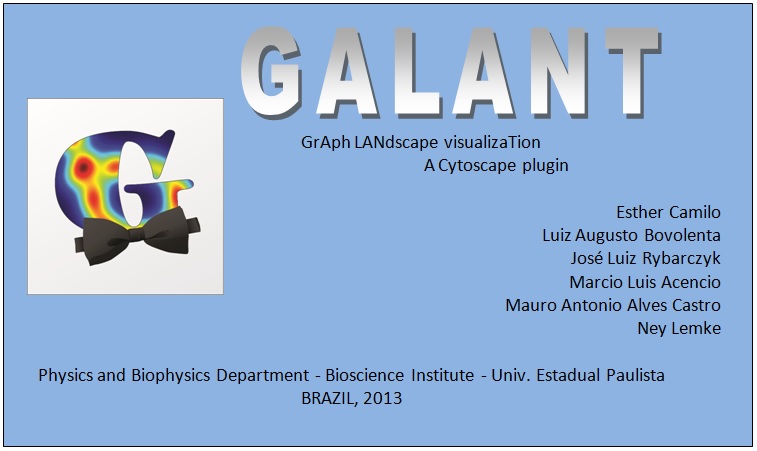 GALANT
GrAph LANdscape visualizaTion
A Cytoscape plugin
G
Esther Camilo
Luiz Augusto Bovolenta
José Luiz Rybarczyk
Marcio Luis Acencio
Mauro Antonio Alves Castro
Ney Lemke
Physics and Biophysics Department - Bioscience Institute - Univ. Estadual Paulista
BRAZIL, 2013